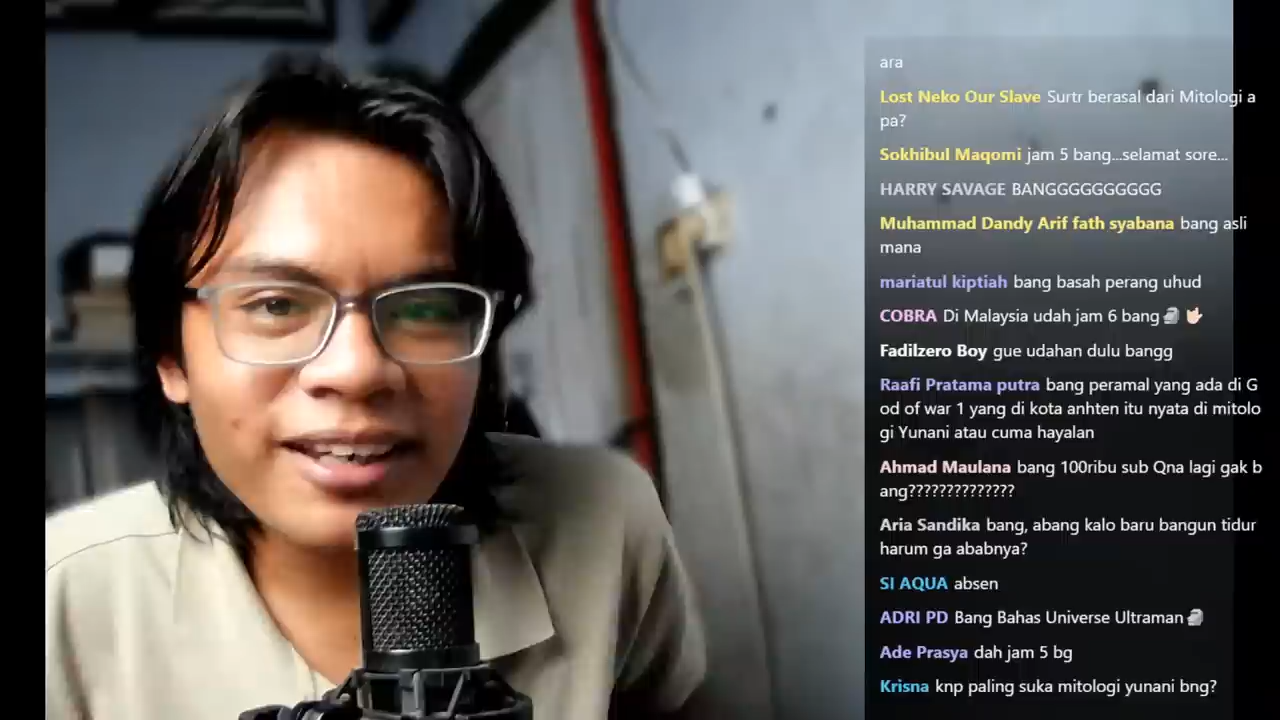 ara
Lost Neko Our Slave Surtr berasal dari Mitologi a
pa?
Sokhibul Maqomi jam 5 bang...selamat sore...
HARRY SAVAGE BANGGGGGGGGGG
Muhammad Dandy Arif fath syabana bang asli
mana
mariatul kiptiah bang basah perang uhud
COBRA Di Malaysia udah jam 6 bang🗿🤟🏻
Fadilzero Boy gue udahan dulu bangg
Raafi Pratama putra bang peramal yang ada di G
od of war 1 yang di kota anhten itu nyata di mitolo
gi Yunani atau cuma hayalan
Ahmad Maulana bang 100ribu sub Qna lagi gak b
ang??????????????
Aria Sandika bang, abang kalo baru bangun tidur
harum ga ababnya?
SI AQUA absen
ADRI PD Bang Bahas Universe Ultraman🗿
Ade Prasya dah jam 5 bg
Krisna knp paling suka mitologi yunani bng?